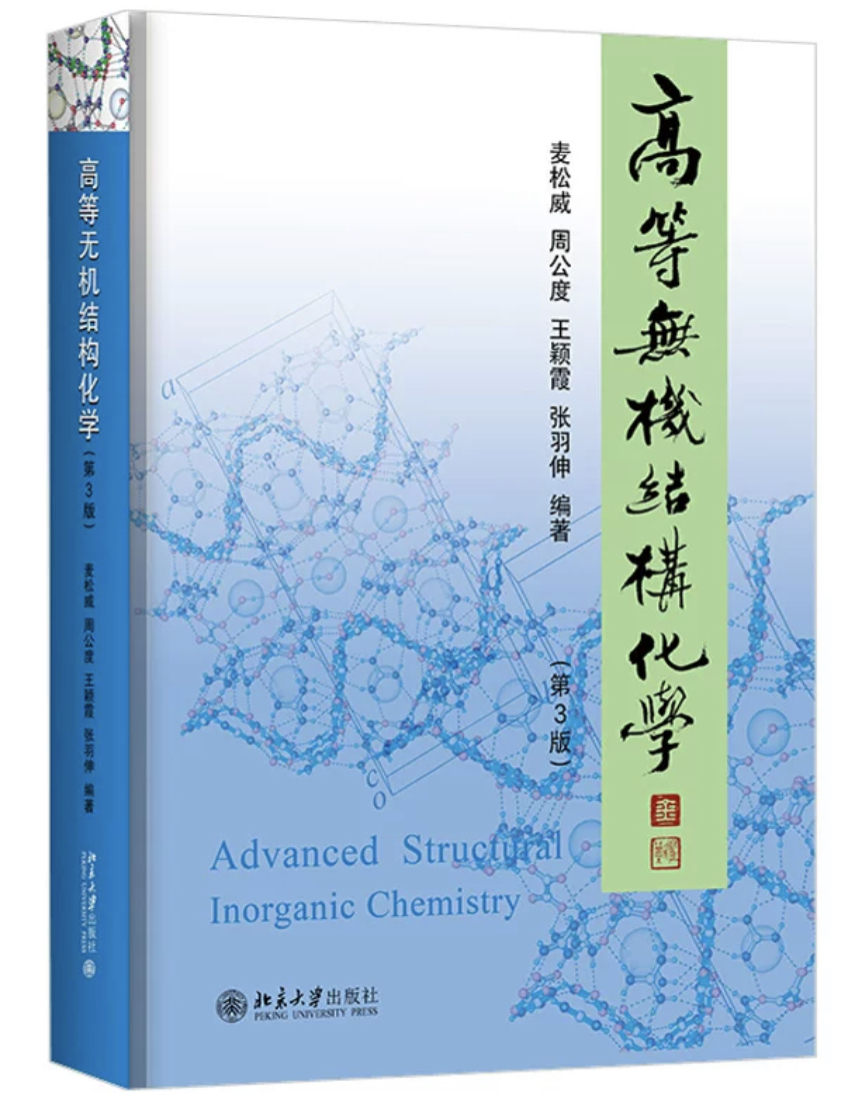 高等无机结构化学
(第3版)
麦松威 周公度 王颖霞 张羽伸 编著
北京大学出版社
PEKING UNIVERSITY PRESS
高等無機結構化學
麦松威 周公度 王颖霞 张羽伸 编著
(第3版)
a
a
c
o
Advanced Structural
Inorganic Chemistry
北京大学出版社
PEKING UNIVERSITY PRESS